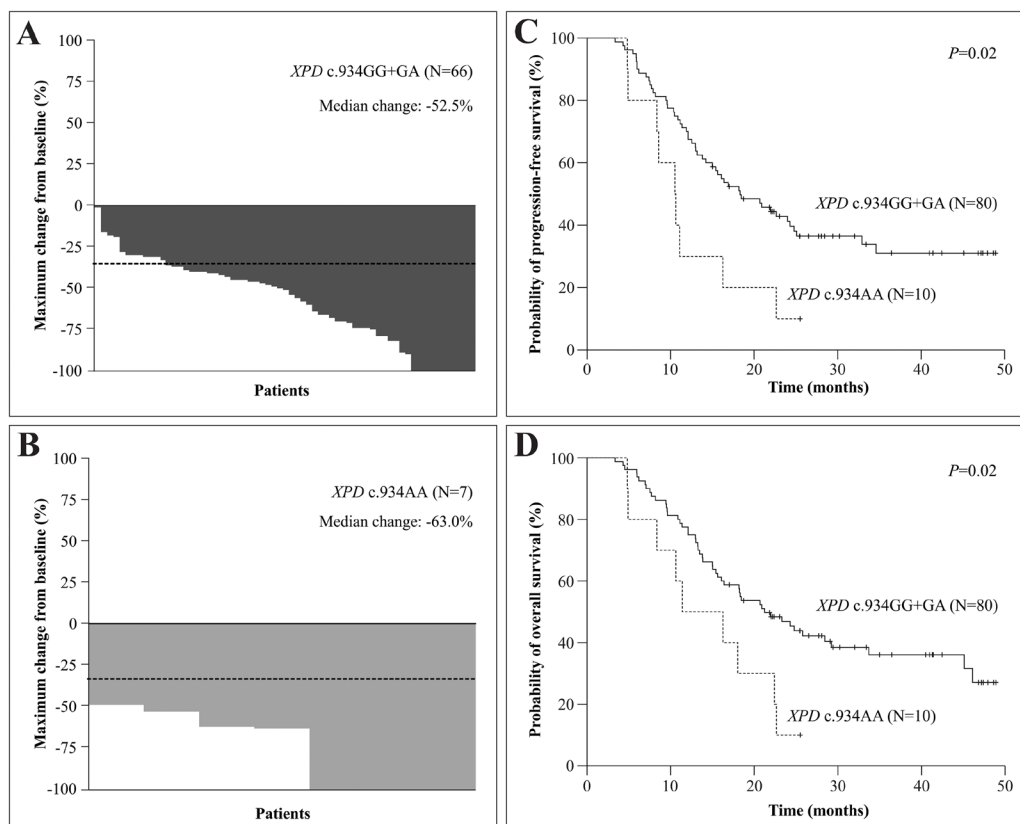 A
100
75
50
25
0
-25
-50
-75
-100
Maximum change from baseline (%)
XPD c.934GG+GA (N=66)
Median change: -52.5%
Patients
B
100
75
50
25
0
-25
-50
-75
-100
Maximum change from baseline (%)
XPD c.934AA (N=7)
Median change: -63.0%
Patients
C
100
80
60
40
20
0
Probability of progression-free survival (%)
P=0.02
XPD c.934GG+GA (N=80)
XPD c.934AA (N=10)
0 10 20 30 40 50
Time (months)
D
100
80
60
40
20
0
Probability of overall survival (%)
P=0.02
XPD c.934GG+GA (N=80)
XPD c.934AA (N=10)
0 10 20 30 40 50
Time (months)